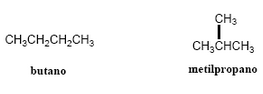 CH₃
CH₃CH₂CH₂CH₃
CH₃CHCH₃
butano
metilpropano